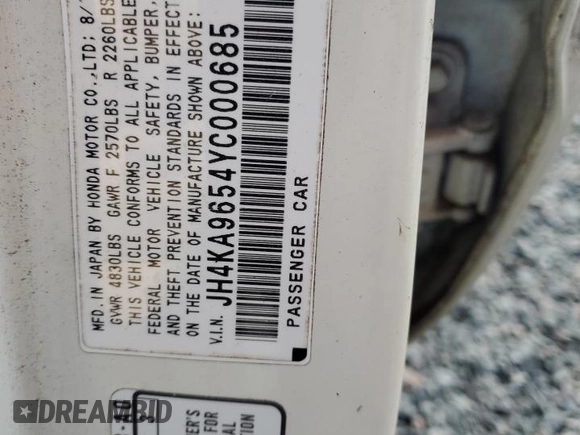 MFD.IN JAPAN BY HONDA MOTOR CO.,LTD; 8/
GVWR 4830LBS GAWR F 2570LBS R 2260LBS
THIS VEHICLE CONFORMS TO ALL APPLICABLE
FEDERAL MOTOR VEHICLE SAFETY, BUMPER,
AND THEFT PREVENTION STANDARDS IN EFFECT
ON THE DATE OF MANUFACTURE SHOWN ABOVE:
V.I.N. JH4KA9654YC000685
PASSENGER CAR
FOR
DREAMBID